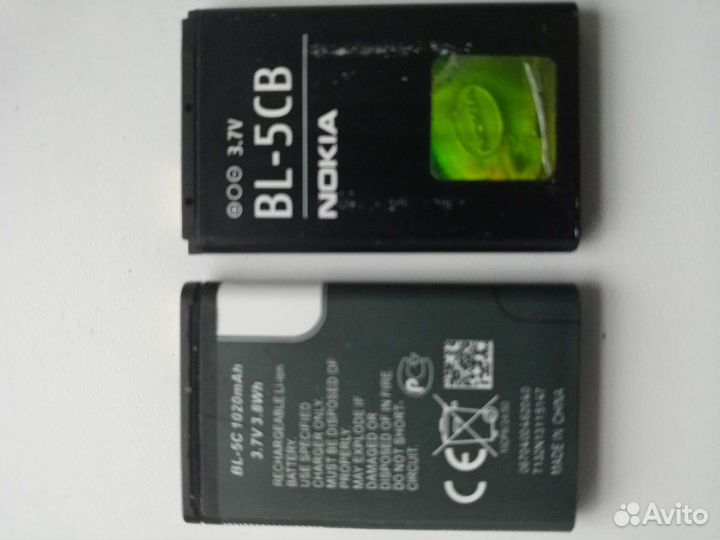 3.7V
BL-5CB
NOKIA
NOKIA
BL-5C 1020mAh
3.7V 3.8Wh
RECHARGEABLE Li-ion
BATTERY
USE SPECIFIED
CHARGER ONLY.
MUST BE DISPOSED OF
PROPERLY.
MAY EXPLODE IF
DAMAGED OR
DISPOSED OF IN FIRE.
DO NOT SHORT
CIRCUIT.
CE
MADE IN CHINA
Avito